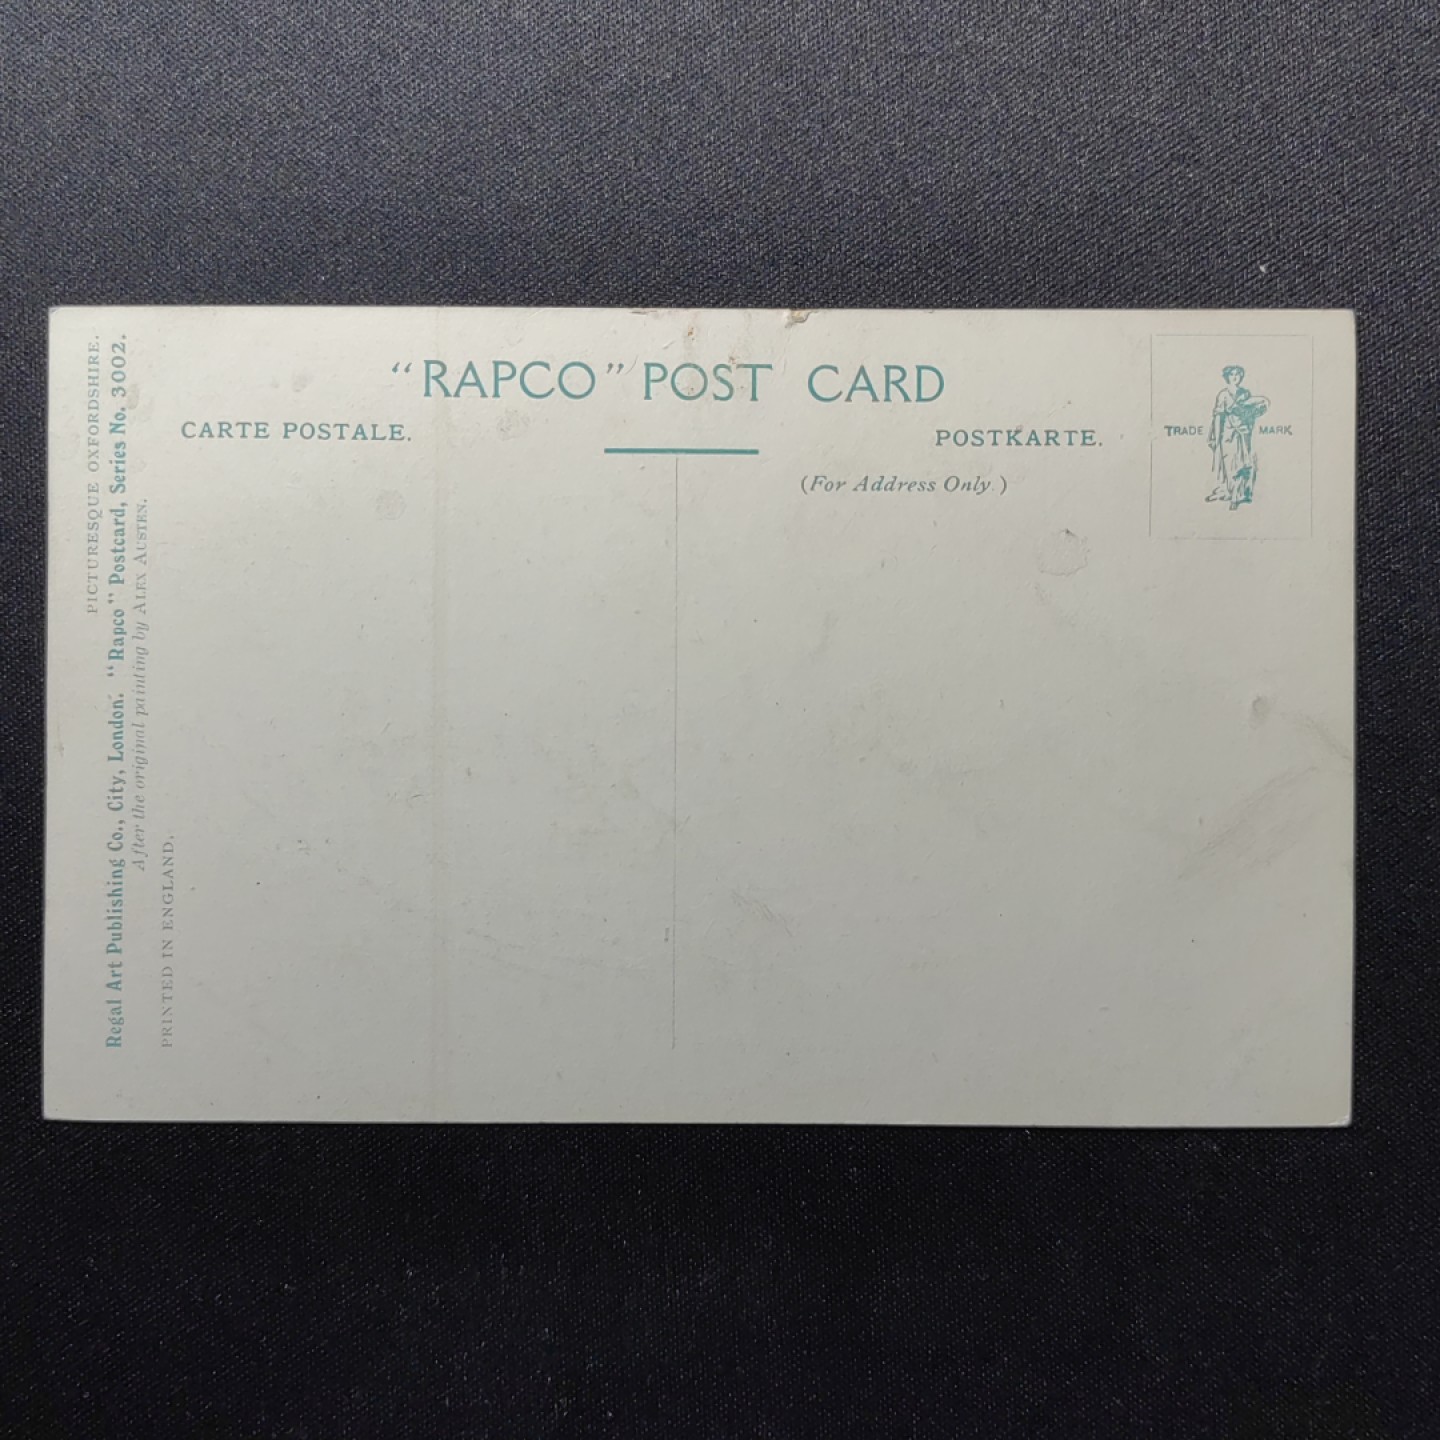 "RAPCO" POST CARD
CARTE POSTALE.
POSTKARTE.
(For Address Only.)
TRADE MARK
PICTURESQUE OXFORDSHIRE.
Regal Art Publishing Co., City, London. "Rapco" Postcard, Series No. 3002.
After the original painting by ALEX AUSTEN.
PRINTED IN ENGLAND.